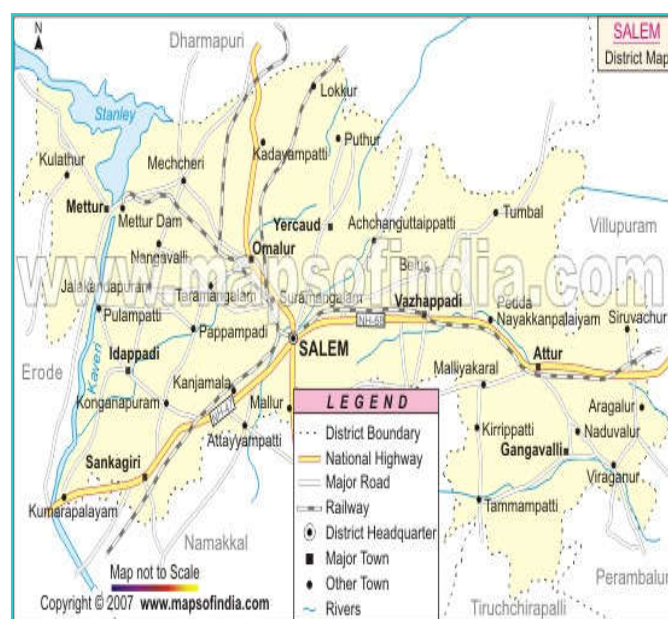 N
SALEM
District Map
Dharmapuri
Lokkur
Stanley
Kulathur
Mechcheri
Kadayampatti
Puthur
Mettur
Mettur Dam
Yercaud
Achchanguttaippatti
Tumbal
Villupuram
Nangavalli
Omalur
Belur
www.mapsofindia.com
Jalakandapuram
Taramangalam
Suramangalam
Vazhappadi
Pedda
Nayakkanpalaiyam
Siruvachur
Pulampatti
Pappampadi
NH-68
SALEM
Erode
Kaveri
Idappadi
Kanjamala
Malliyakaral
Attur
Konganapuram
NH-47
Mallur
Attayyampatti
Aragalur
Kirrippatti
Naduvalur
Gangavalli
Sankagiri
Viraganur
Kumarapalayam
Tammampatti
Namakkal
Perambalur
Tiruchchirapalli
LEGEND
District Boundary
National Highway
Major Road
Railway
District Headquarter
Major Town
Other Town
Rivers
Map not to Scale
Copyright © 2007 www.mapsofindia.com